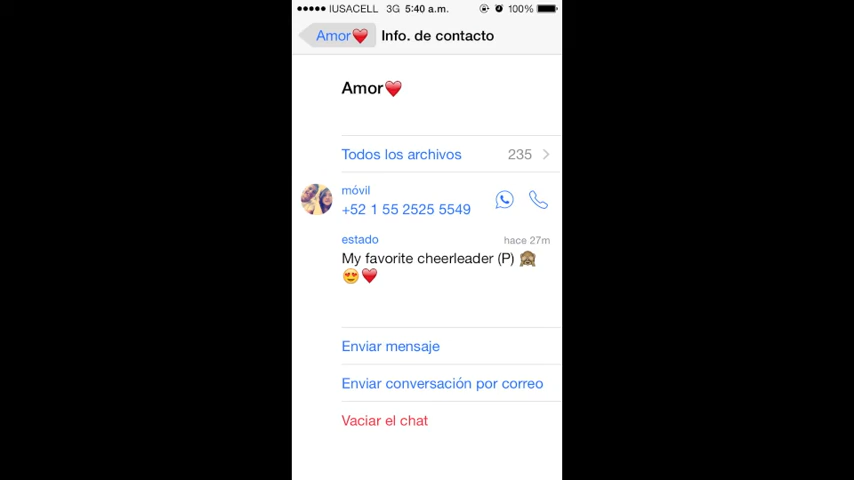 IUSACELL 3G 5:40 a.m. 100%
Amor❤️ Info. de contacto
Amor❤️
Todos los archivos 235
móvil
+52 1 55 2525 5549
estado hace 27m
My favorite cheerleader (P) 🙈
😍❤️
Enviar mensaje
Enviar conversación por correo
Vaciar el chat